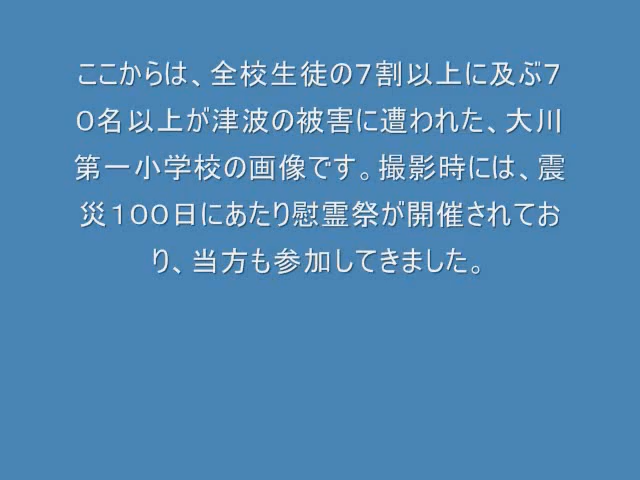 ここからは、全校生徒の７割以上に及ぶ７
０名以上が津波の被害に遭われた、大川
第一小学校の画像です。撮影時には、震
災１００日にあたり慰霊祭が開催されてお
り、当方も参加してきました。